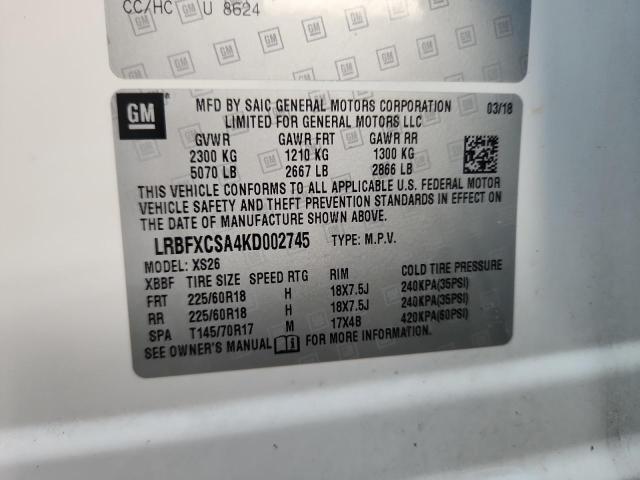 CC/HC U 8624
GM
MFD BY SAIC GENERAL MOTORS CORPORATION 03/18
LIMITED FOR GENERAL MOTORS LLC
GVWR GAWR FRT GAWR RR
2300 KG 1210 KG 1300 KG
5070 LB 2667 LB 2866 LB
THIS VEHICLE CONFORMS TO ALL APPLICABLE U.S. FEDERAL MOTOR
VEHICLE SAFETY AND THEFT PREVENTION STANDARDS IN EFFECT ON
THE DATE OF MANUFACTURE SHOWN ABOVE.
LRBFXCSA4KD002745 TYPE: M.P.V.
MODEL: XS26
XBBF TIRE SIZE SPEED RTG RIM COLD TIRE PRESSURE
FRT 225/60R18 H 18X7.5J 240KPA(35PSI)
RR 225/60R18 H 18X7.5J 240KPA(35PSI)
SPA T145/70R17 M 17X4B 420KPA(60PSI)
SEE OWNER'S MANUAL FOR MORE INFORMATION.